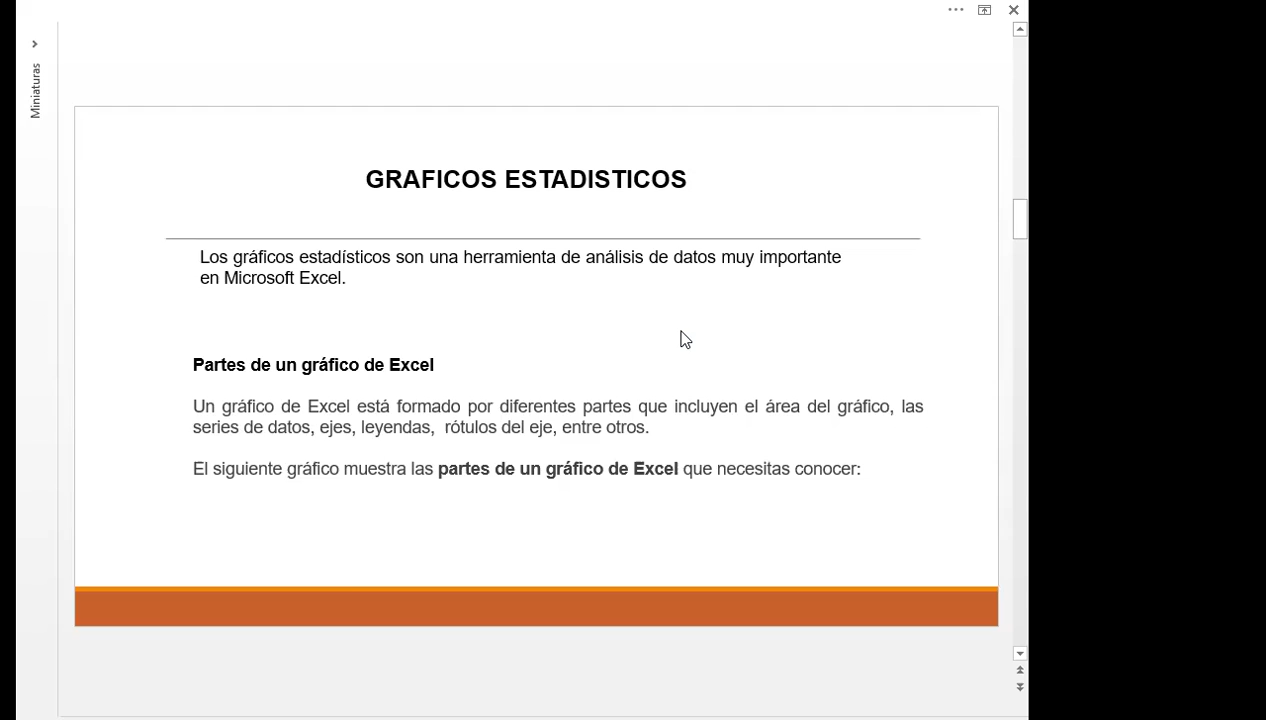 Miniaturas
GRAFICOS ESTADISTICOS
Los gráficos estadísticos son una herramienta de análisis de datos muy importante
en Microsoft Excel.
Partes de un gráfico de Excel
Un gráfico de Excel está formado por diferentes partes que incluyen el área del gráfico, las
series de datos, ejes, leyendas,  rótulos del eje, entre otros.
El siguiente gráfico muestra las partes de un gráfico de Excel que necesitas conocer: